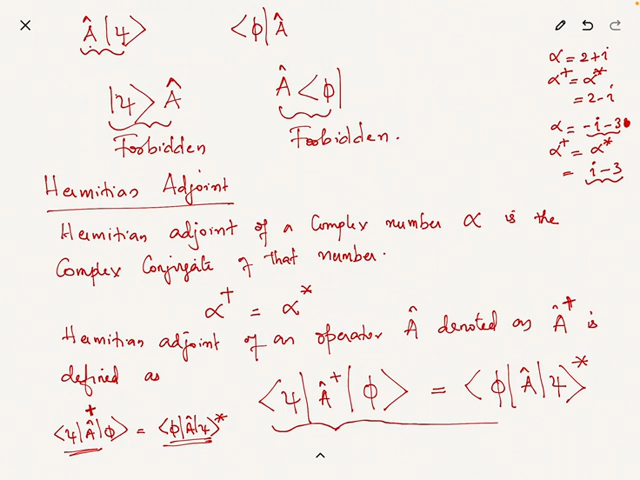 Â|ψ> <ϕ|Â
|ψ> Â Â <ϕ|
Forbidden Forbidden.
α = 2+i
α† = α*
= 2-i
α = -i-3
α† = α*
= i-3
Hermitian Adjoint
Hermitian adjoint of a Complex number α is the
Complex Conjugate of that number.
α† = α*
Hermitian adjoint of an operator Â denoted as Â† is
defined as
<ψ|Â†|ϕ> = <ϕ|Â|ψ>*
<ψ|Â†|ϕ> = <ϕ|Â|ψ>*